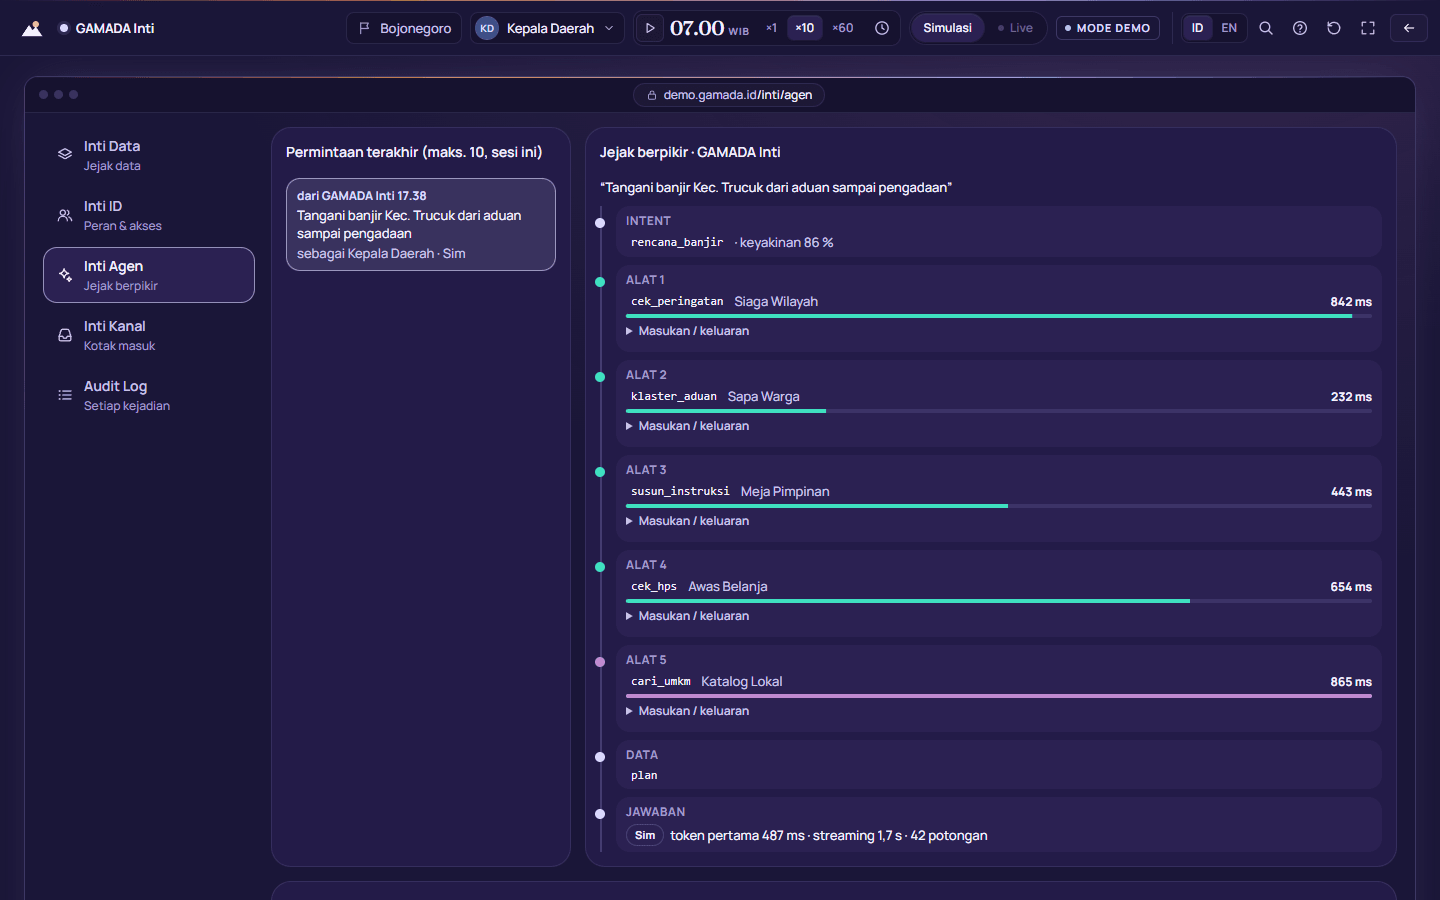 GAMADA Inti
Bojonegoro
KD Kepala Daerah
07.00 WIB
×1 ×10 ×60
Simulasi
Live
MODE DEMO
ID EN
demo.gamada.id/inti/agen
Inti Data
Jejak data
Inti ID
Peran & akses
Inti Agen
Jejak berpikir
Inti Kanal
Kotak masuk
Audit Log
Setiap kejadian
Permintaan terakhir (maks. 10, sesi ini)
dari GAMADA Inti 17.38
Tangani banjir Kec. Trucuk dari aduan
sampai pengadaan
sebagai Kepala Daerah · Sim
Jejak berpikir · GAMADA Inti
“Tangani banjir Kec. Trucuk dari aduan sampai pengadaan”
INTENT
rencana_banjir · keyakinan 86 %
ALAT 1
cek_peringatan Siaga Wilayah 842 ms
Masukan / keluaran
ALAT 2
klaster_aduan Sapa Warga 232 ms
Masukan / keluaran
ALAT 3
susun_instruksi Meja Pimpinan 443 ms
Masukan / keluaran
ALAT 4
cek_hps Awas Belanja 654 ms
Masukan / keluaran
ALAT 5
cari_umkm Katalog Lokal 865 ms
Masukan / keluaran
DATA
plan
JAWABAN
Sim token pertama 487 ms · streaming 1,7 s · 42 potongan